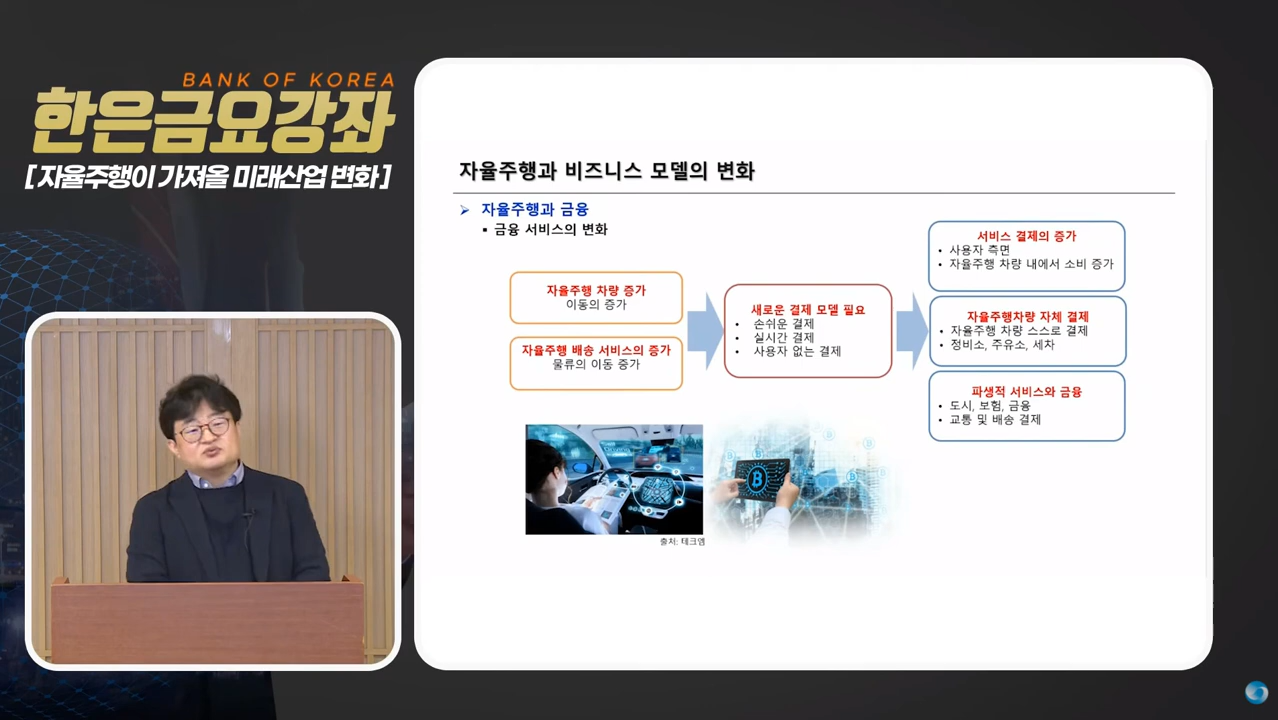 BANK OF KOREA
한은금요강좌
[ 자율주행이 가져올 미래산업 변화 ]
자율주행과 비즈니스 모델의 변화
➢ 자율주행과 금융
▪ 금융 서비스의 변화
자율주행 차량 증가
이동의 증가
자율주행 배송 서비스의 증가
물류의 이동 증가
새로운 결제 모델 필요
• 손쉬운 결제
• 실시간 결제
• 사용자 없는 결제
서비스 결제의 증가
• 사용자 측면
• 자율주행 차량 내에서 소비 증가
자율주행차량 자체 결제
• 자율주행 차량 스스로 결제
• 정비소, 주유소, 세차
파생적 서비스와 금융
• 도시, 보험, 금융
• 교통 및 배송 결제
출처: 테크엠